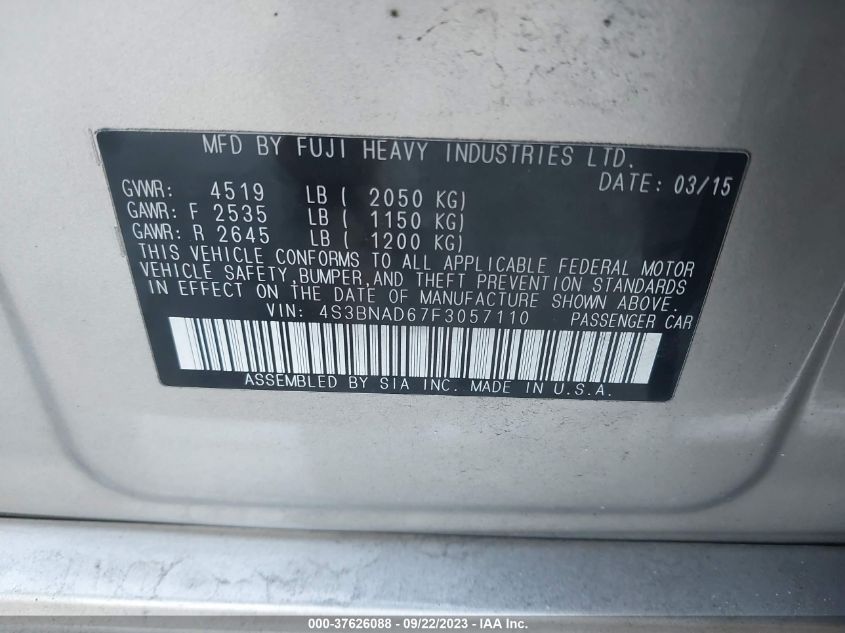 MFD BY FUJI HEAVY INDUSTRIES LTD.
DATE: 03/15
GVWR: 4519 LB ( 2050 KG)
GAWR: F 2535 LB ( 1150 KG)
GAWR: R 2645 LB ( 1200 KG)
THIS VEHICLE CONFORMS TO ALL APPLICABLE FEDERAL MOTOR
VEHICLE SAFETY, BUMPER, AND THEFT PREVENTION STANDARDS
IN EFFECT ON THE DATE OF MANUFACTURE SHOWN ABOVE.
VIN: 4S3BNAD67F3057110 PASSENGER CAR
ASSEMBLED BY SIA INC. MADE IN U.S.A.
000-37626088 - 09/22/2023 - IAA Inc.